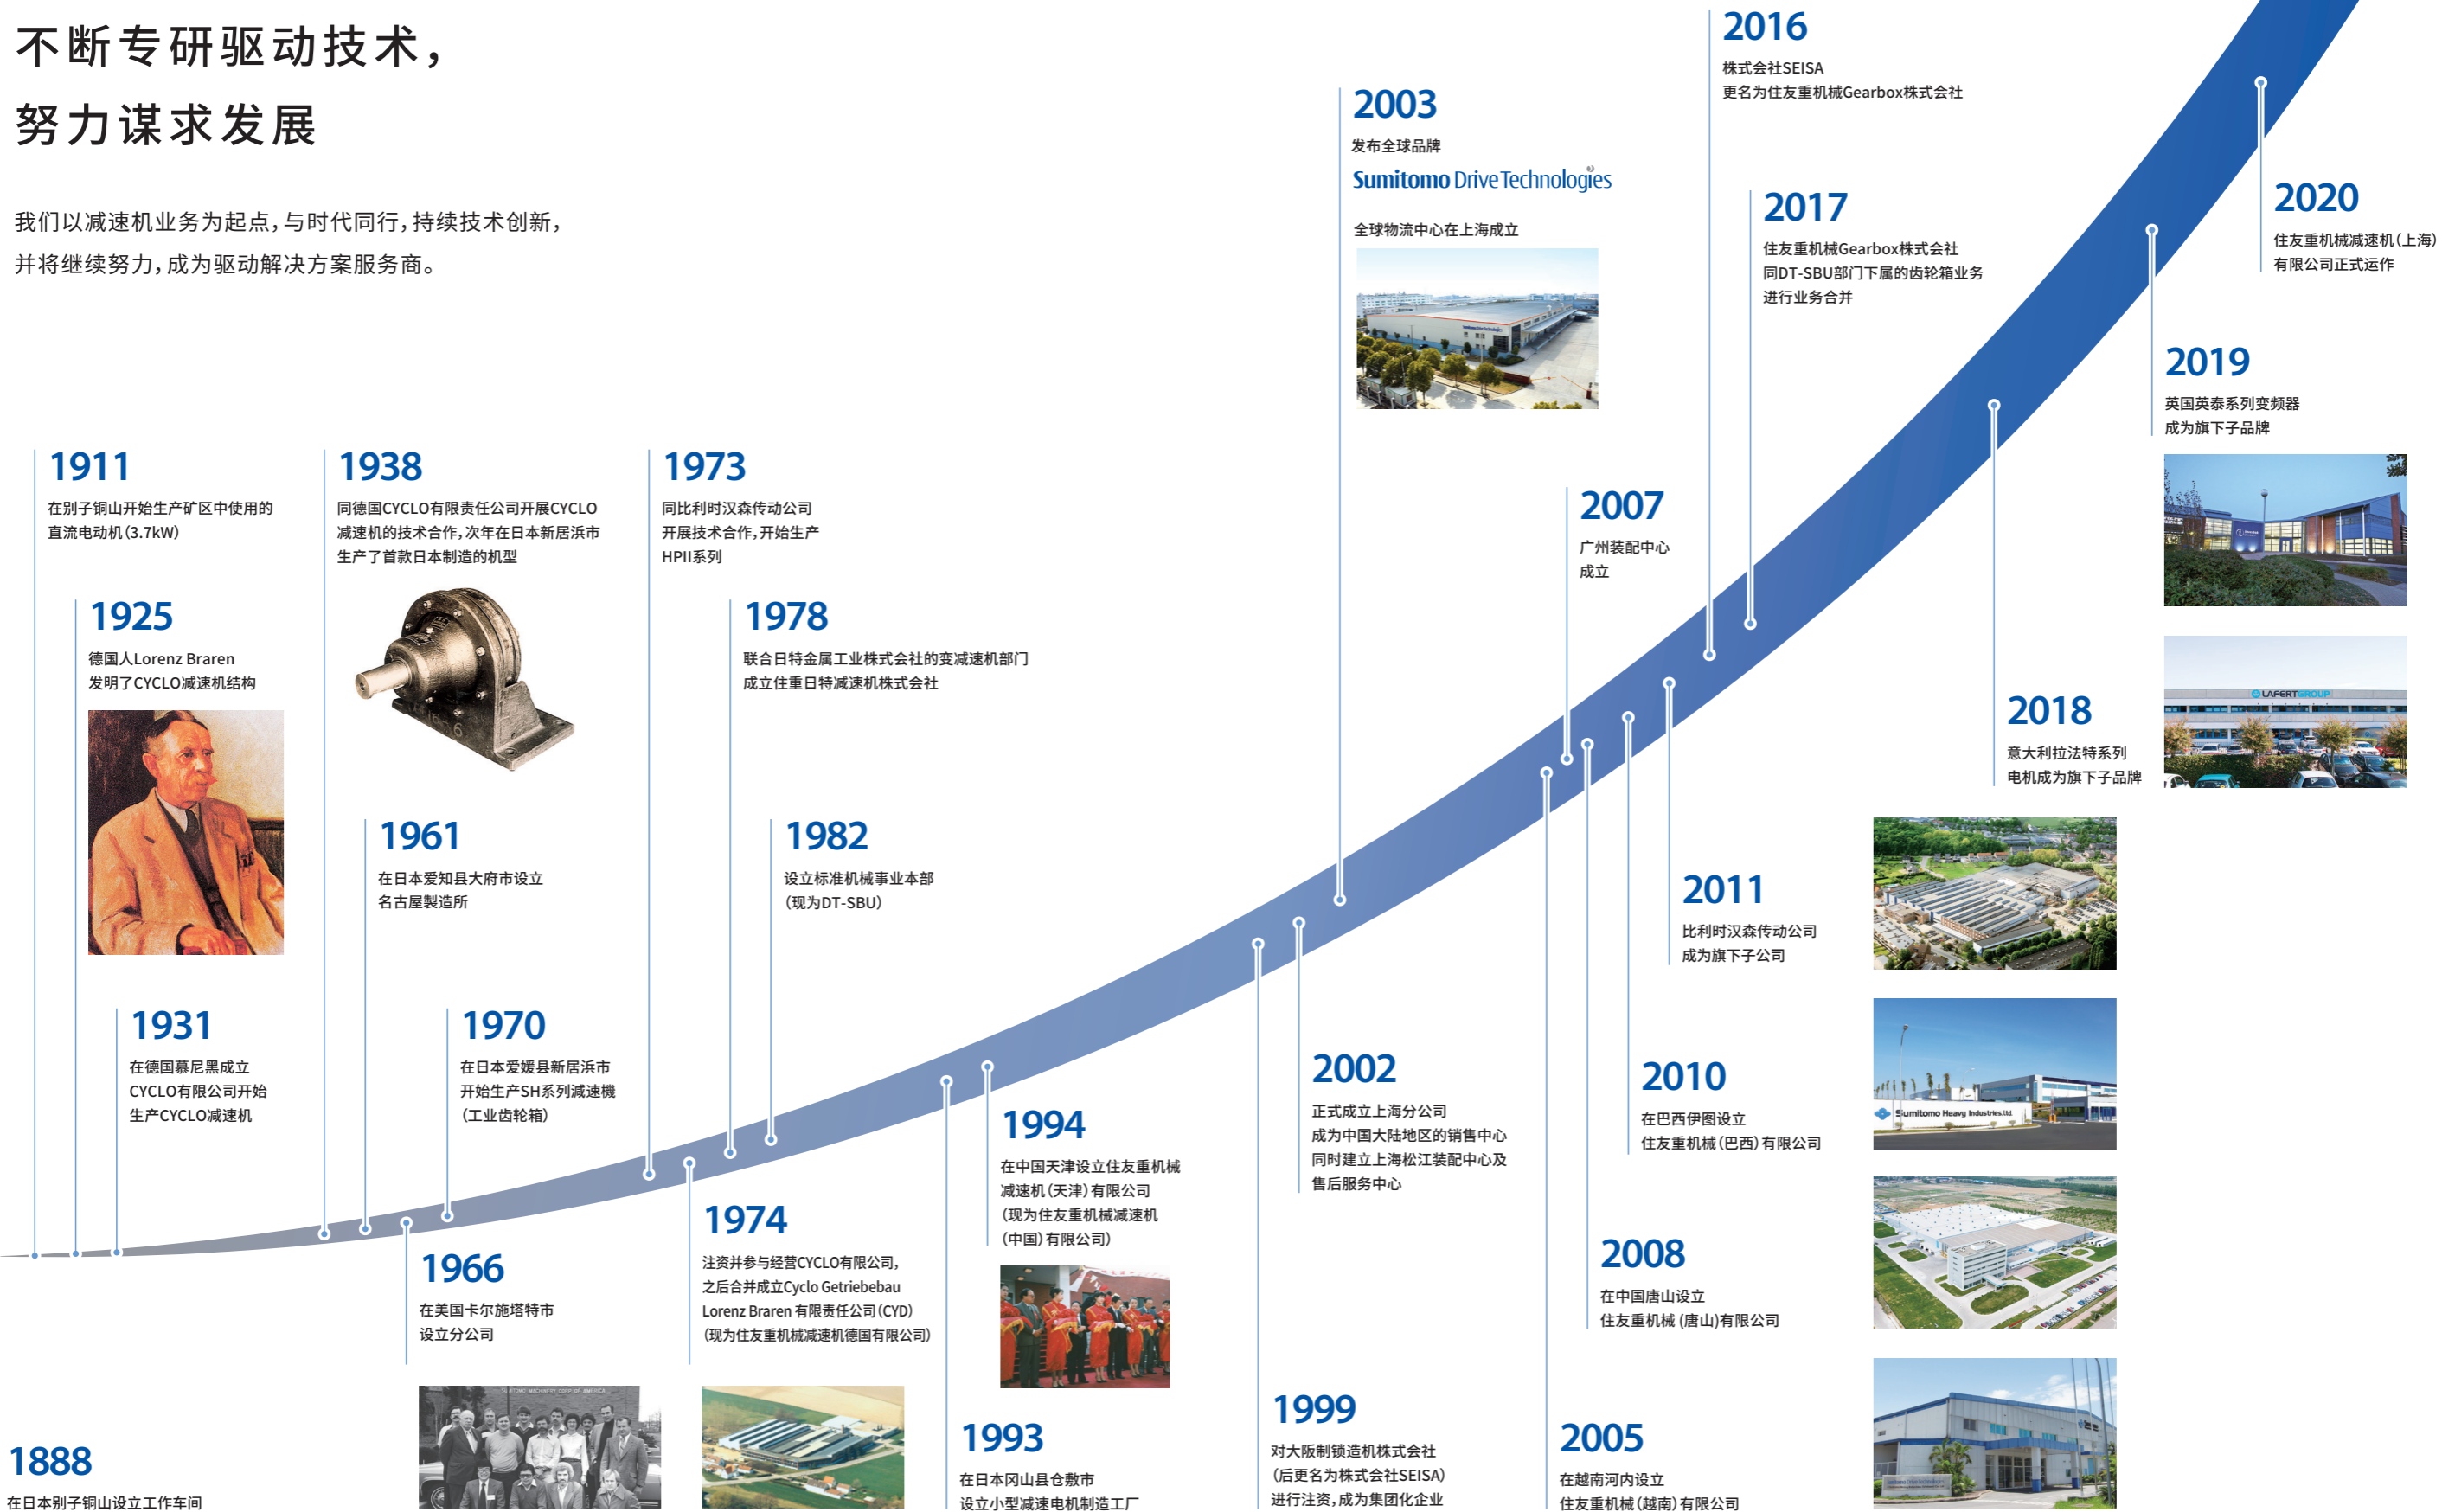 不断专研驱动技术，
努力谋求发展
我们以减速机业务为起点，与时代同行，持续技术创新，
并将继续努力，成为驱动解决方案服务商。
1888
在日本别子铜山设立工作车间
1911
在别子铜山开始生产矿区中使用的
直流电动机（3.7kW）
1925
德国人Lorenz Braren
发明了CYCLO减速机结构
1931
在德国慕尼黑成立
CYCLO有限公司开始
生产CYCLO减速机
1938
同德国CYCLO有限责任公司开展CYCLO
减速机的技术合作，次年在日本新居浜市
生产了首款日本制造的机型
1961
在日本爱知县大府市设立
名古屋製造所
1966
在美国卡尔施塔特市
设立分公司
1970
在日本爱媛县新居浜市
开始生产SH系列减速機
（工业齿轮箱）
1973
同比利时汉森传动公司
开展技术合作，开始生产
HPII系列
1974
注资并参与经营CYCLO有限公司，
之后合并成立Cyclo Getriebebau
Lorenz Braren 有限责任公司（CYD）
（现为住友重机械减速机德国有限公司）
1978
联合日特金属工业株式会社的变减速机部门
成立住重日特减速机株式会社
1982
设立标准机械事业本部
（现为DT-SBU）
1993
在日本冈山县仓敷市
设立小型减速电机制造工厂
1994
在中国天津设立住友重机械
减速机（天津）有限公司
（现为住友重机械减速机
（中国）有限公司）
1999
对大阪制锁造机株式会社
（后更名为株式会社SEISA）
进行注资，成为集团化企业
2002
正式成立上海分公司
成为中国大陆地区的销售中心
同时建立上海松江装配中心及
售后服务中心
2003
发布全球品牌
Sumitomo Drive Technologies
全球物流中心在上海成立
2005
在越南河内设立
住友重机械（越南）有限公司
2007
广州装配中心
成立
2008
在中国唐山设立
住友重机械 (唐山)有限公司
2010
在巴西伊图设立
住友重机械（巴西）有限公司
Sumitomo Heavy Industries.Ltd.
2011
比利时汉森传动公司
成为旗下子公司
2016
株式会社SEISA
更名为住友重机械Gearbox株式会社
2017
住友重机械Gearbox株式会社
同DT-SBU部门下属的齿轮箱业务
进行业务合并
2018
意大利拉法特系列
电机成为旗下子品牌
LAFERTGROUP
2019
英国英泰系列变频器
成为旗下子品牌
2020
住友重机械减速机（上海）
有限公司正式运作